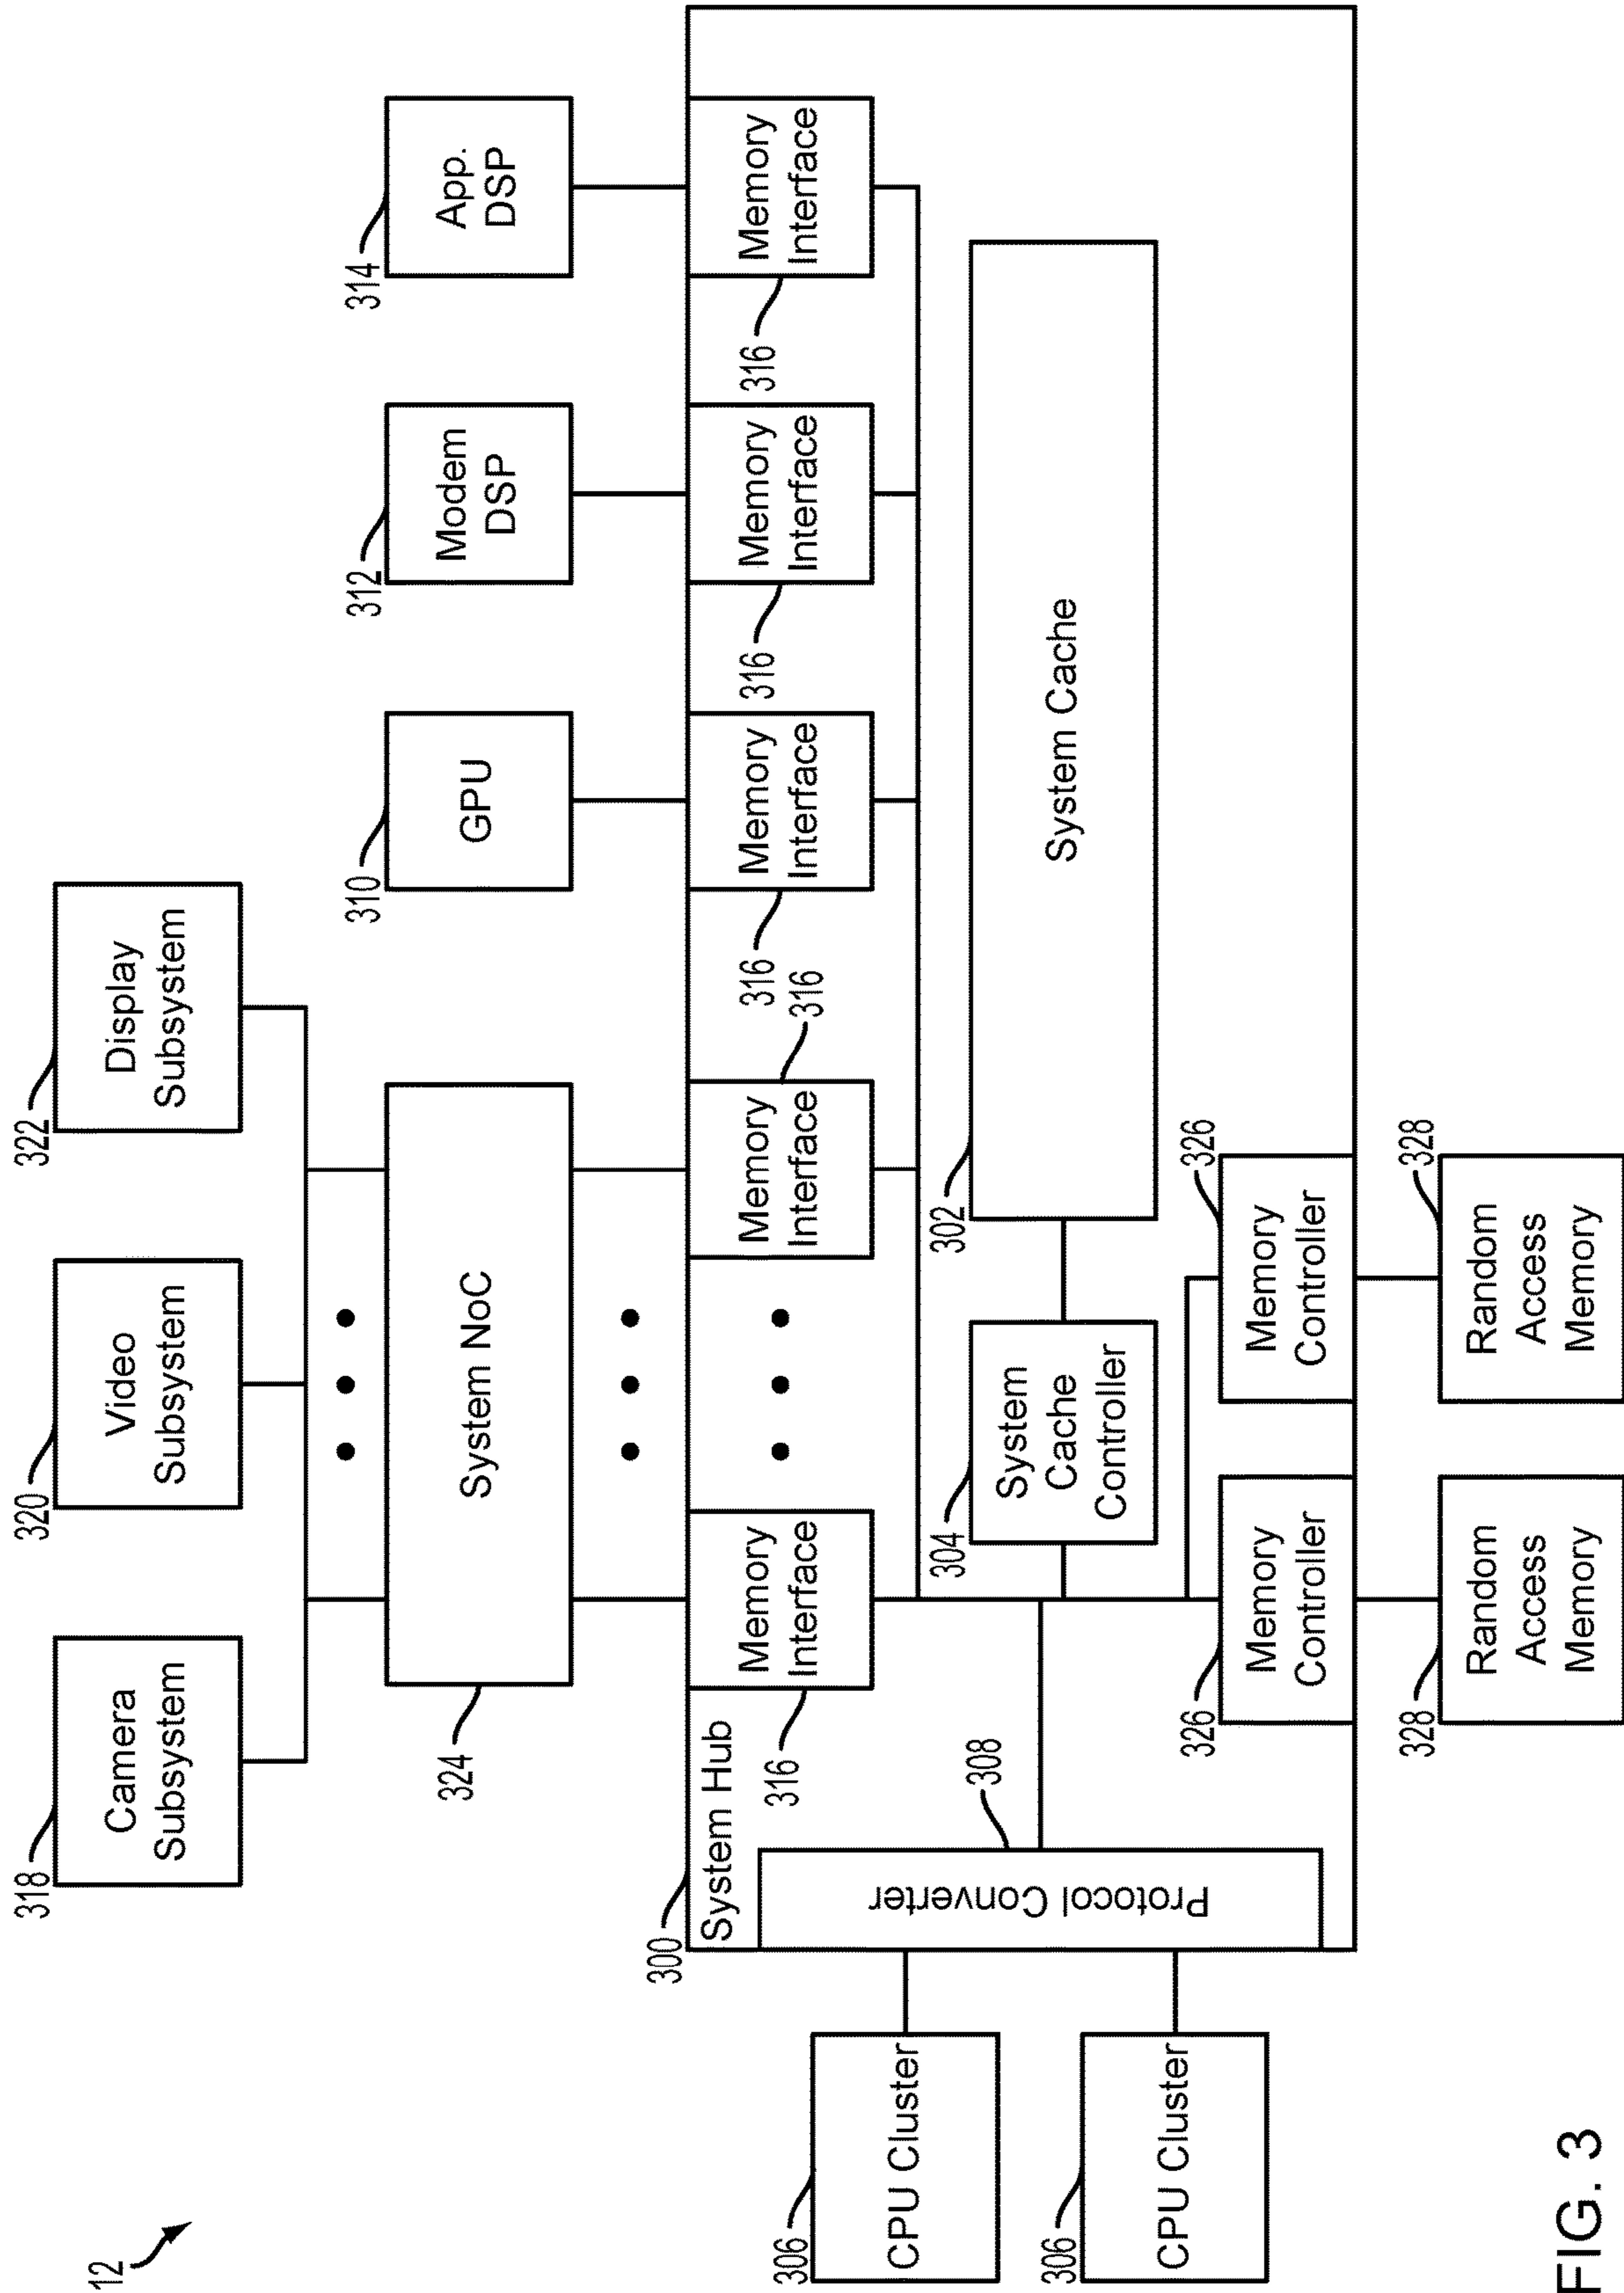 12
318
Camera
Subsystem
320
Video
Subsystem
322
Display
Subsystem
324
System NoC
310
GPU
312
Modem
DSP
314
App.
DSP
300
System Hub
316
Memory
Interface
316
Memory
Interface
316
Memory
Interface
316
Memory
Interface
316
Memory
Interface
306
CPU Cluster
306
CPU Cluster
308
Protocol Converter
304
System
Cache
Controller
302
System Cache
326
Memory
Controller
326
Memory
Controller
328
Random
Access
Memory
328
Random
Access
Memory
FIG. 3